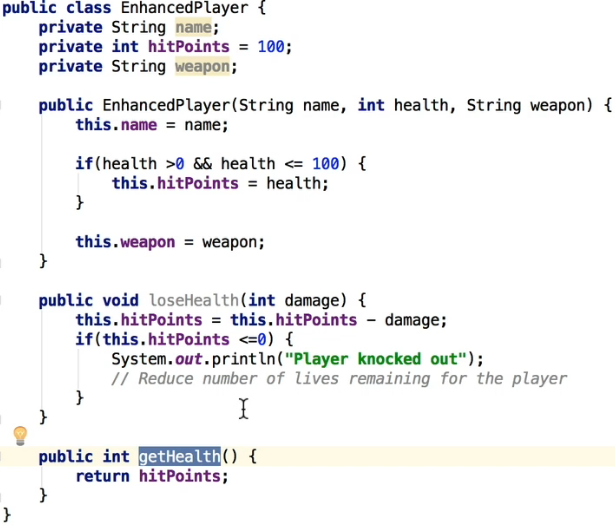 public class EnhancedPlayer {
    private String name;
    private int hitPoints = 100;
    private String weapon;

    public EnhancedPlayer(String name, int health, String weapon) {
        this.name = name;

        if(health >0 && health <= 100) {
            this.hitPoints = health;
        }

        this.weapon = weapon;
    }

    public void loseHealth(int damage) {
        this.hitPoints = this.hitPoints - damage;
        if(this.hitPoints <=0) {
            System.out.println("Player knocked out");
            // Reduce number of lives remaining for the player
        }
    }

    public int getHealth() {
        return hitPoints;
    }
}